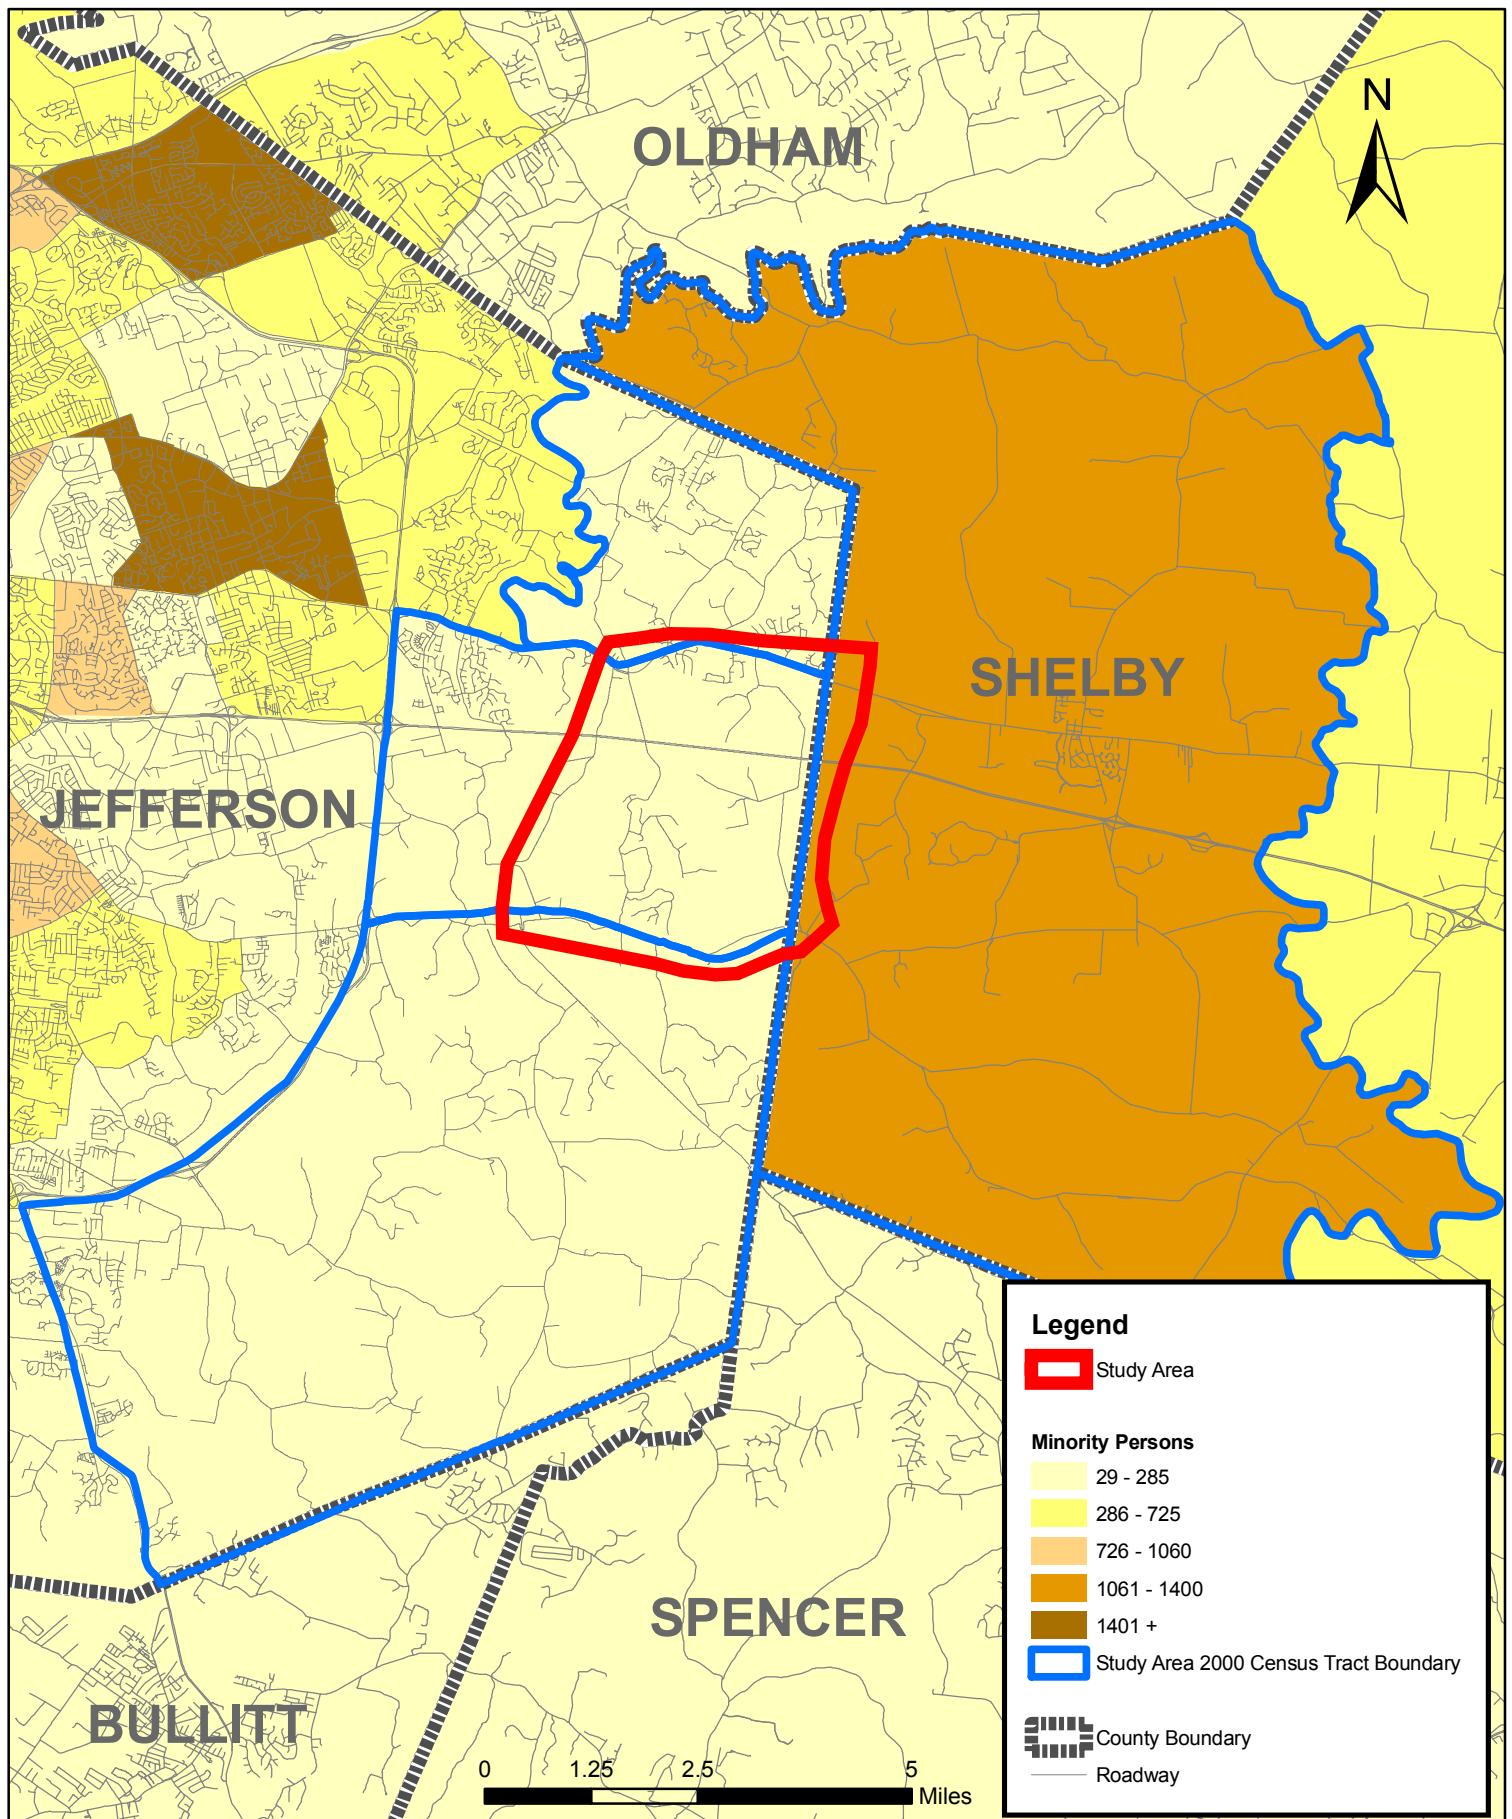 N
OLDHAM
SHELBY
JEFFERSON
SPENCER
BULLITT
0 1.25 2.5 5
Miles
Legend
Study Area
Minority Persons
29 - 285
286 - 725
726 - 1060
1061 - 1400
1401 +
Study Area 2000 Census Tract Boundary
County Boundary
Roadway